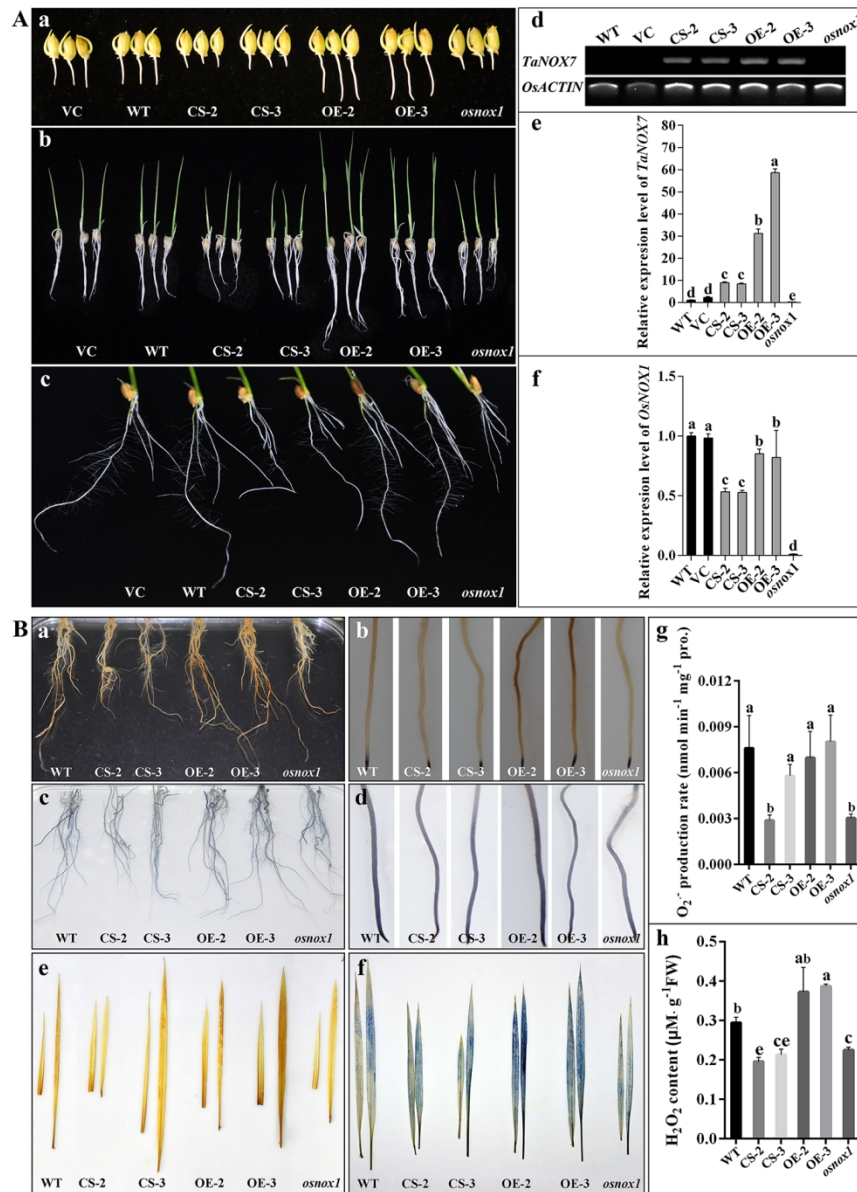 A
a
VC WT CS-2 CS-3 OE-2 OE-3 osnox1
b
VC WT CS-2 CS-3 OE-2 OE-3 osnox1
c
VC WT CS-2 CS-3 OE-2 OE-3 osnox1
d
WT VC CS-2 CS-3 OE-2 OE-3 osnox1
TaNOX7
OsACTIN
e
Relative expresion level of TaNOX7
80
70
60
50
40
30
20
10
0
d d c c b a e
WT VC CS-2 CS-3 OE-2 OE-3 osnox1
f
Relative expresion level of OsNOX1
1.5
1.0
0.5
0.0
a a c c b b d
WT VC CS-2 CS-3 OE-2 OE-3 osnox1
B
a
WT CS-2 CS-3 OE-2 OE-3 osnox1
b
WT CS-2 CS-3 OE-2 OE-3 osnox1
c
WT CS-2 CS-3 OE-2 OE-3 osnox1
d
WT CS-2 CS-3 OE-2 OE-3 osnox1
e
WT CS-2 CS-3 OE-2 OE-3 osnox1
f
WT CS-2 CS-3 OE-2 OE-3 osnox1
g
O₂·⁻ production rate (nmol min⁻¹ mg⁻¹ pro.)
0.012
0.009
0.006
0.003
0.000
a b a a a b
WT CS-2 CS-3 OE-2 OE-3 osnox1
h
H₂O₂ content (µM· g⁻¹FW)
0.5
0.4
0.3
0.2
0.1
0.0
b e ce ab a c
WT CS-2 CS-3 OE-2 OE-3 osnox1